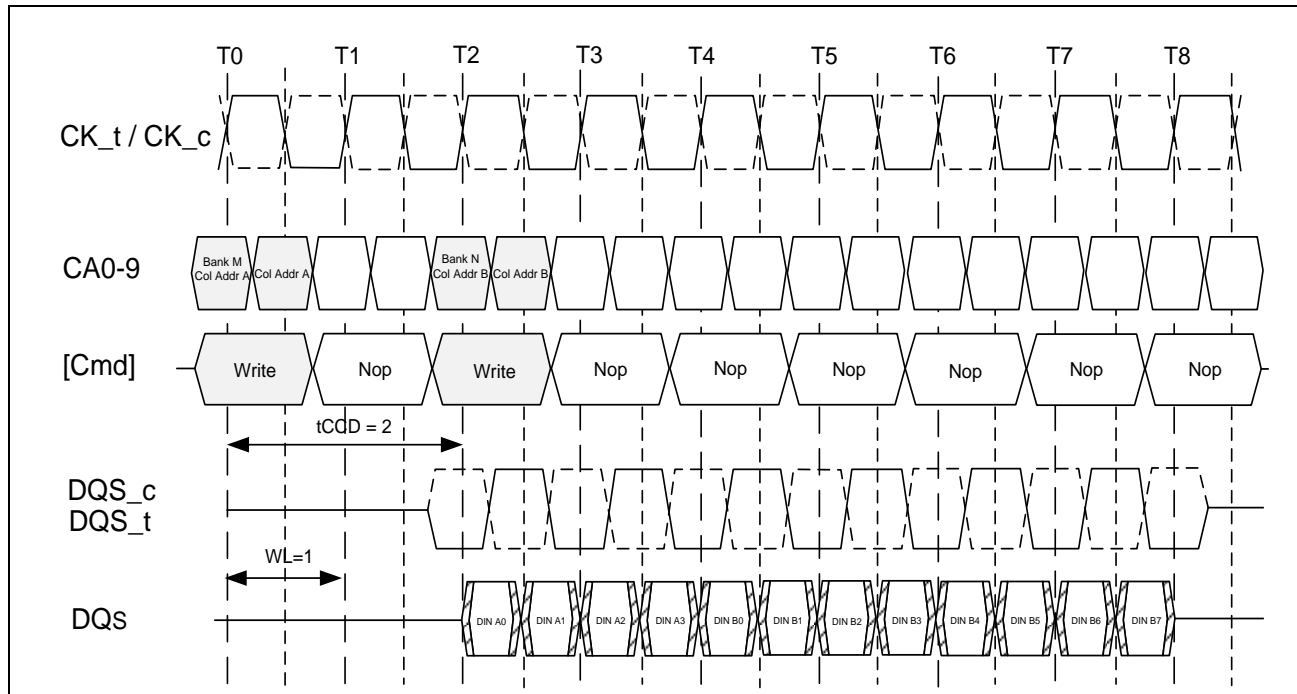 T0 T1 T2 T3 T4 T5 T6 T7 T8
CK_t / CK_c
CA0-9
Bank M
Col Addr A
Col Addr A
Bank N
Col Addr B
Col Addr B
[Cmd]
Write Nop Write Nop Nop Nop Nop Nop Nop
tCCD = 2
DQS_c
DQS_t
WL=1
DQs
DIN A0 DIN A1 DIN A2 DIN A3 DIN B0 DIN B1 DIN B2 DIN B3 DIN B4 DIN B5 DIN B6 DIN B7